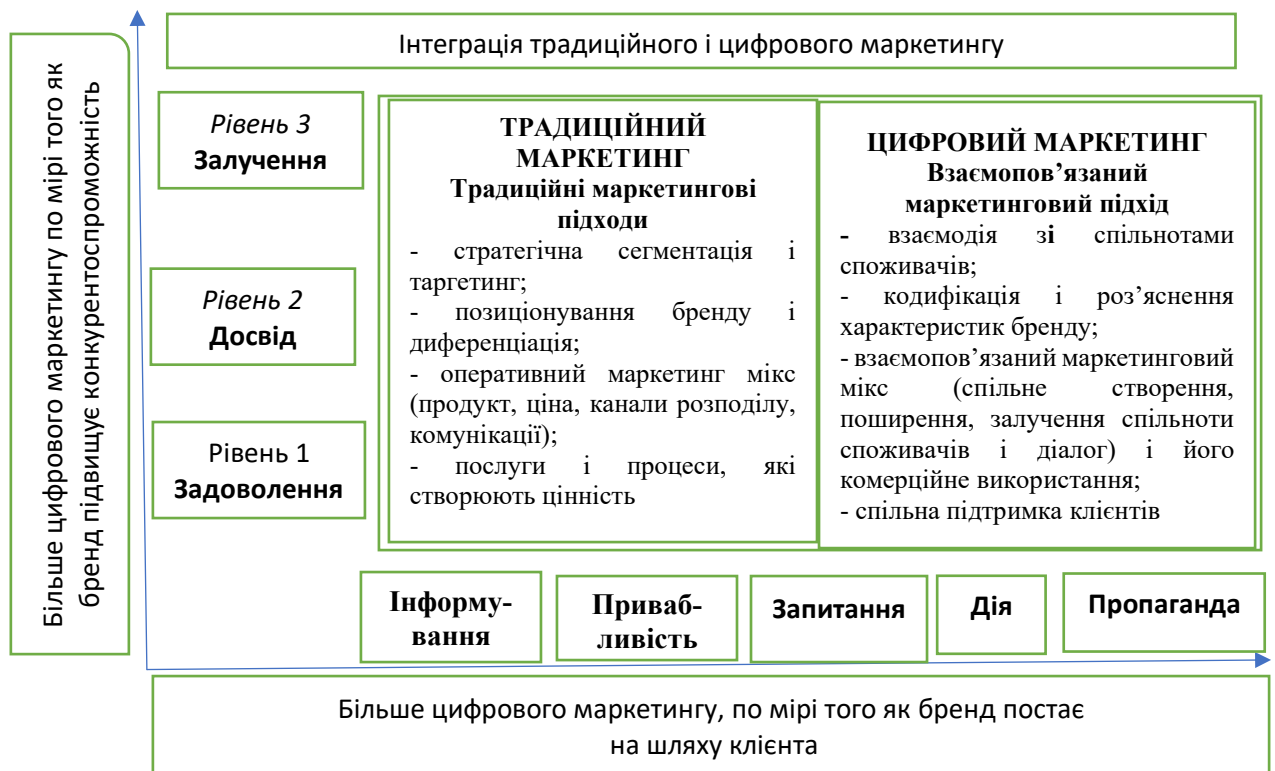 Інтеграція традиційного і цифрового маркетингу
Більше цифрового маркетингу по мірі того як
бренд підвищує конкурентоспроможність
Рівень 3
Залучення
Рівень 2
Досвід
Рівень 1
Задоволення
ТРАДИЦІЙНИЙ
МАРКЕТИНГ
Традиційні маркетингові
підходи
- стратегічна сегментація і
таргетинг;
- позиціонування бренду і
диференціація;
- оперативний маркетинг мікс
(продукт, ціна, канали розподілу,
комунікації);
- послуги і процеси, які
створюють цінність
ЦИФРОВИЙ МАРКЕТИНГ
Взаємопов’язаний
маркетинговий підхід
- взаємодія зі спільнотами
споживачів;
- кодифікація і роз’яснення
характеристик бренду;
- взаємопов’язаний маркетинговий
мікс (спільне створення,
поширення, залучення спільноти
споживачів і діалог) і його
комерційне використання;
- спільна підтримка клієнтів
Інформу-
вання
Приваб-
ливість
Запитання
Дія
Пропаганда
Більше цифрового маркетингу, по мірі того як бренд постає
на шляху клієнта